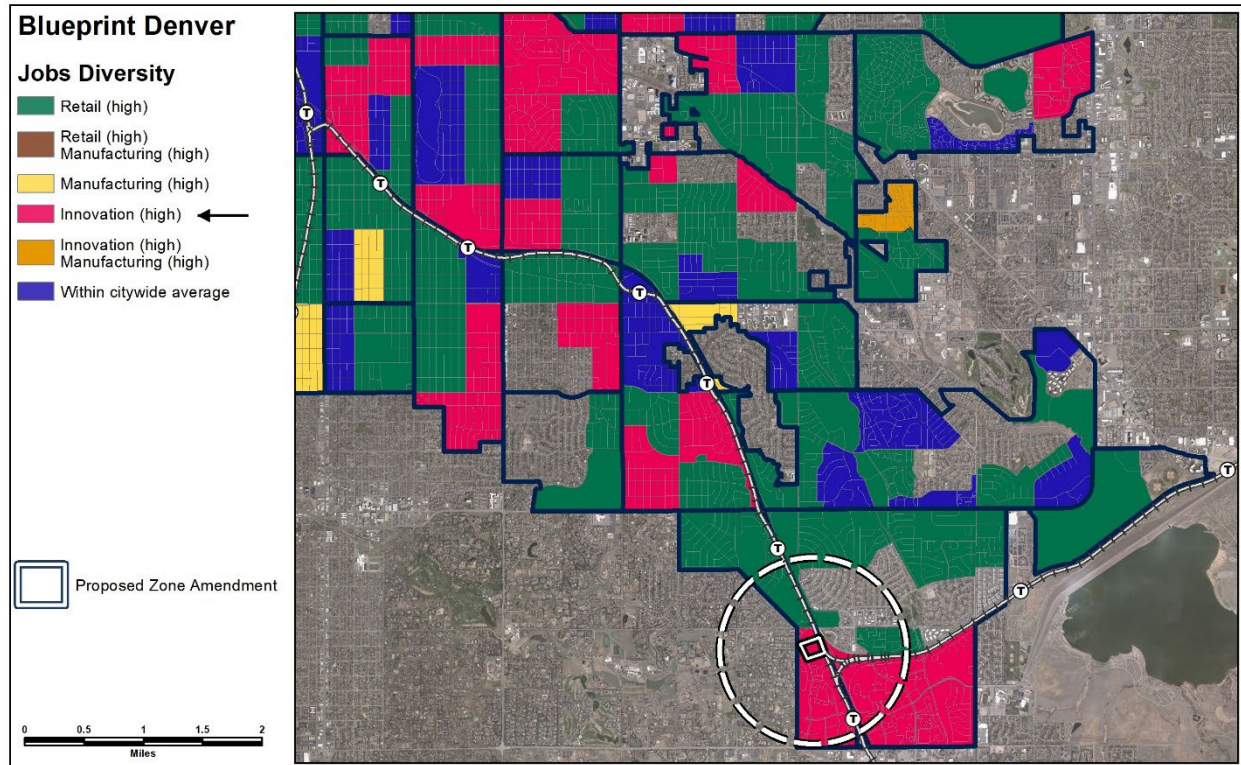 Blueprint Denver
Jobs Diversity
Retail (high)
Retail (high)
Manufacturing (high)
Manufacturing (high)
Innovation (high)
Innovation (high)
Manufacturing (high)
Within citywide average
Proposed Zone Amendment
0 0.5 1 1.5 2
Miles
T
T
T
T
T
T
T
T
T